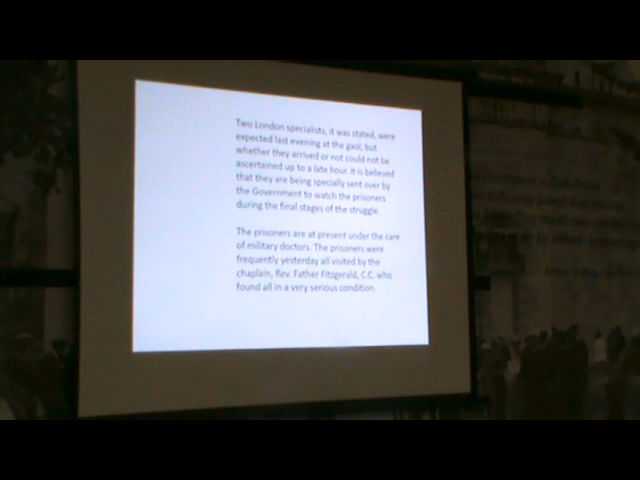 Two London specialists, it was stated, were
expected last evening at the gaol, but
whether they arrived or not could not be
ascertained up to a late hour. It is believed
that they are being specially sent over by
the Government to watch the prisoners
during the final stages of the struggle.
The prisoners are at present under the care
of military doctors. The prisoners were
frequently yesterday all visited by the
chaplain, Rev. Father Fitzgerald, C.C. who
found all in a very serious condition.